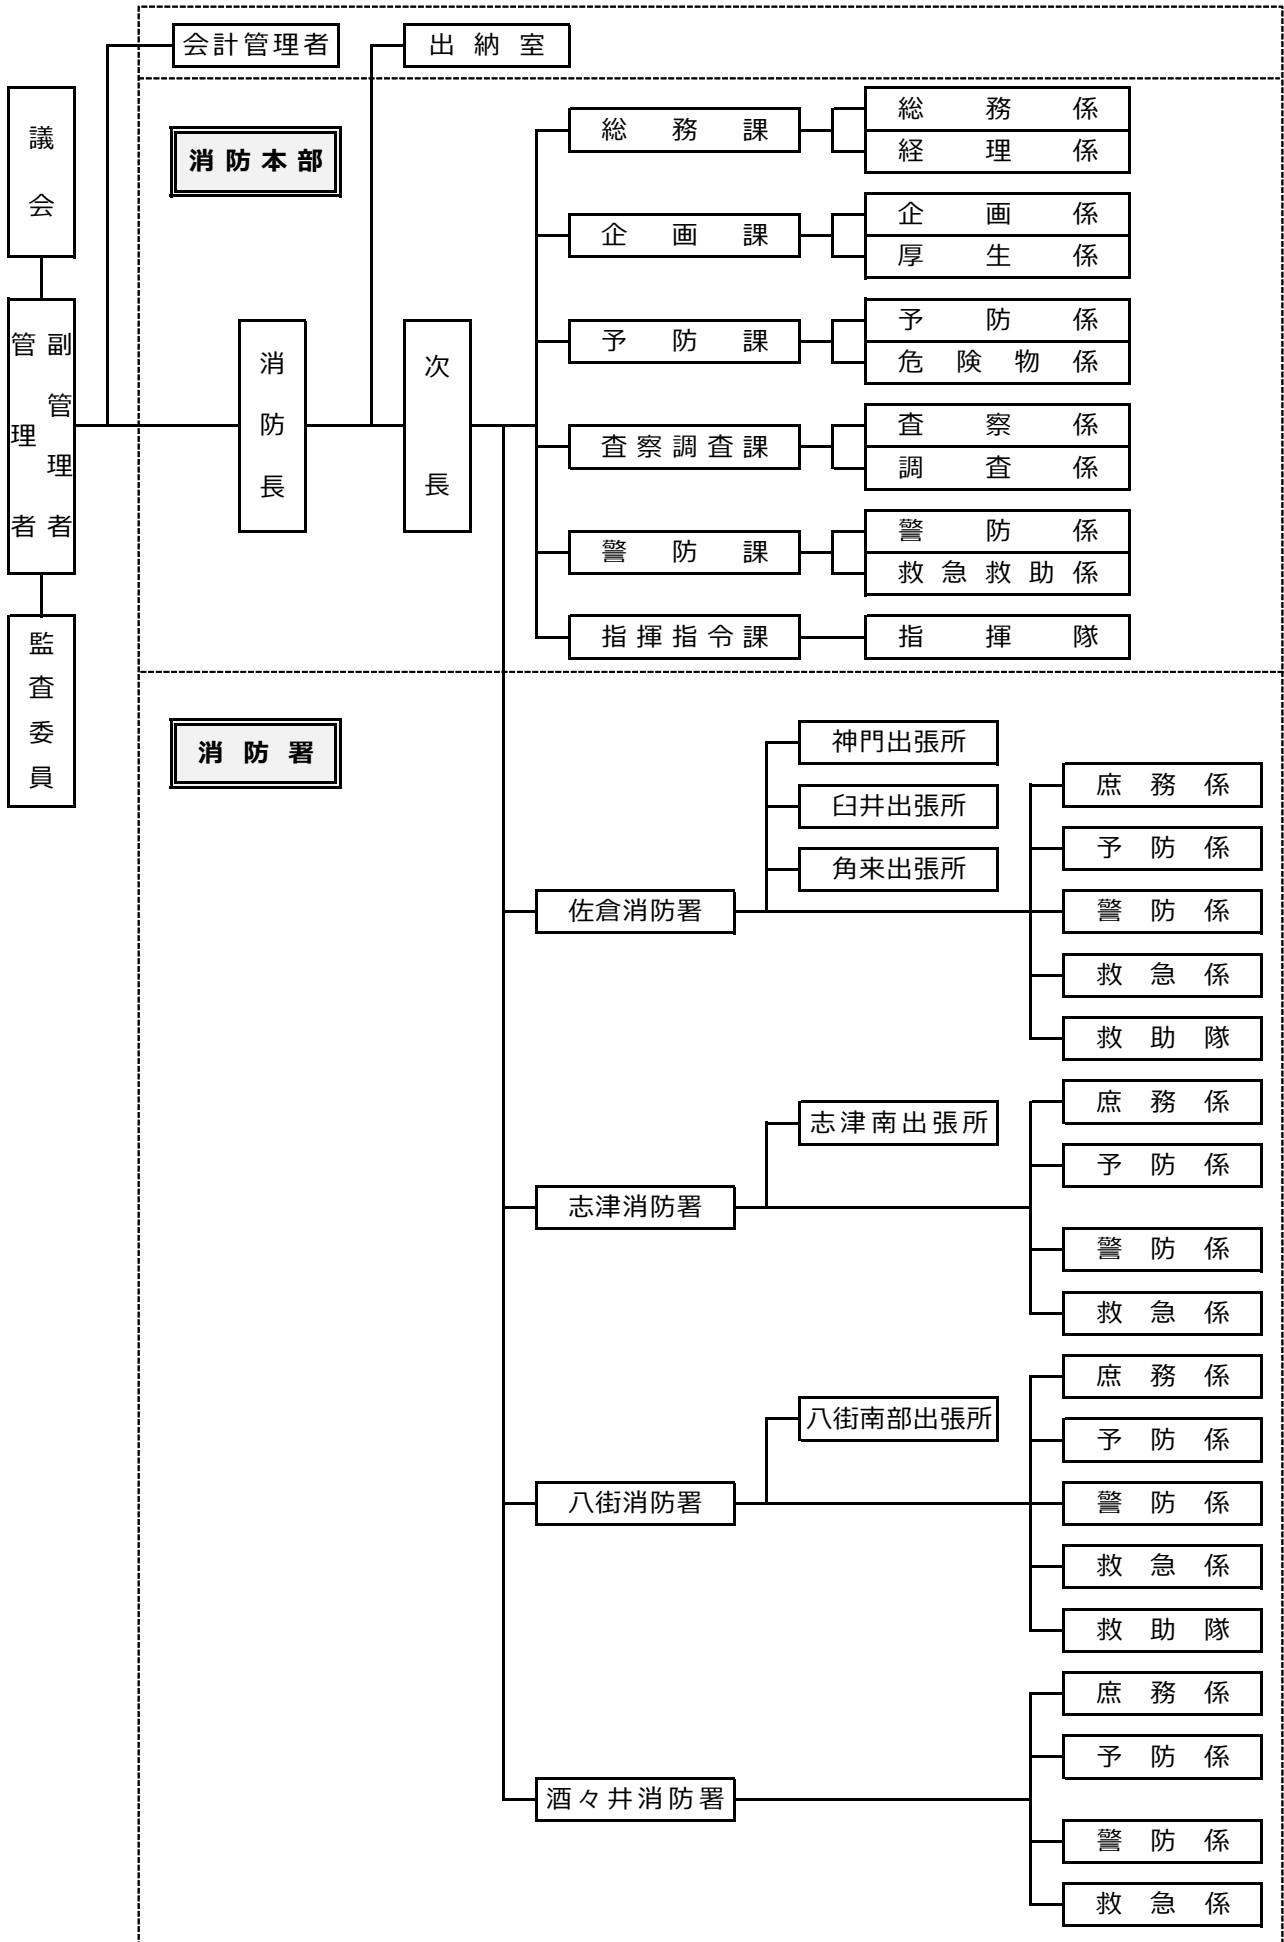 会計管理者
出納室
議会
消防本部
総務課
総務係
経理係
企画課
企画係
厚生係
管理者
副管理者
消防長
次長
予防課
予防係
危険物係
査察調査課
査察係
調査係
警防課
警防係
救急救助係
指揮指令課
指揮隊
監査委員
消防署
神門出張所
臼井出張所
角来出張所
佐倉消防署
庶務係
予防係
警防係
救急係
救助隊
志津南出張所
志津消防署
庶務係
予防係
警防係
救急係
八街南部出張所
八街消防署
庶務係
予防係
警防係
救急係
救助隊
酒々井消防署
庶務係
予防係
警防係
救急係